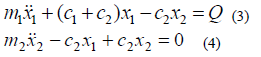 m₁ẍ₁ + (c₁ + c₂)x₁ − c₂x₂ = Q (3)
m₂ẍ₂ − c₂x₁ + c₂x₂ = 0 (4)